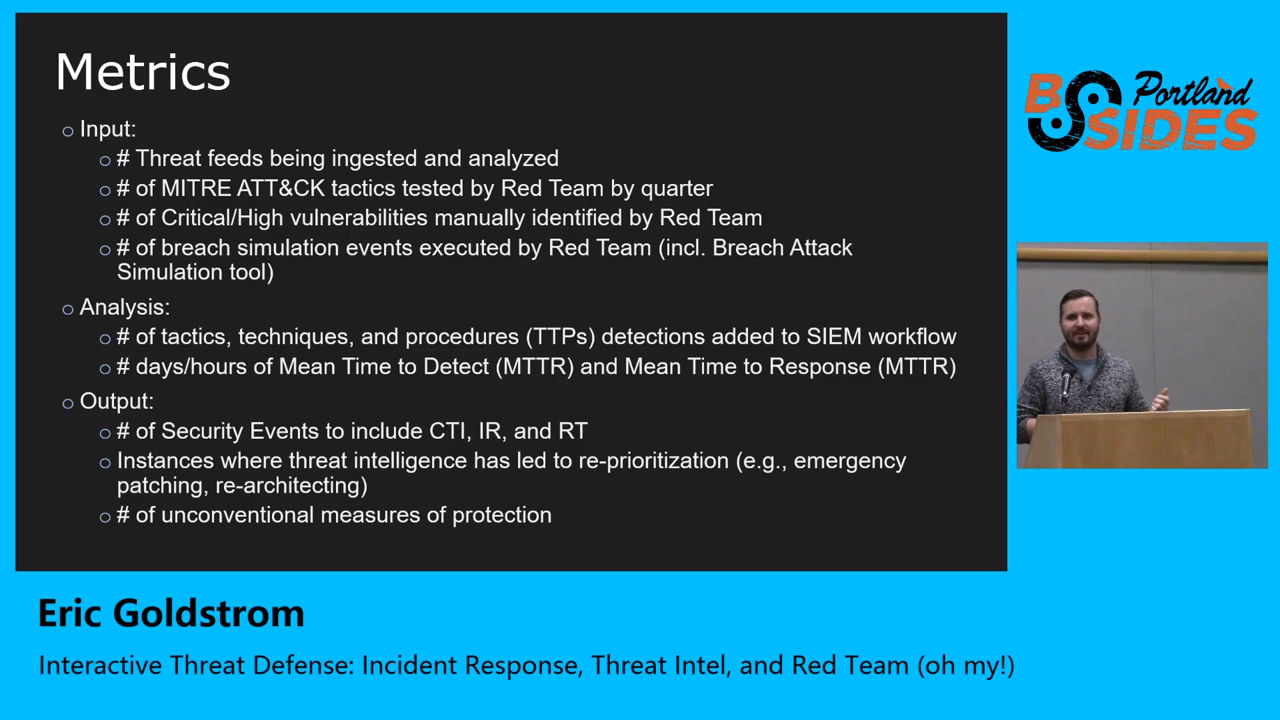 Metrics
Input:
# Threat feeds being ingested and analyzed
# of MITRE ATT&CK tactics tested by Red Team by quarter
# of Critical/High vulnerabilities manually identified by Red Team
# of breach simulation events executed by Red Team (incl. Breach Attack
Simulation tool)
Analysis:
# of tactics, techniques, and procedures (TTPs) detections added to SIEM workflow
# days/hours of Mean Time to Detect (MTTR) and Mean Time to Response (MTTR)
Output:
# of Security Events to include CTI, IR, and RT
Instances where threat intelligence has led to re-prioritization (e.g., emergency
patching, re-architecting)
# of unconventional measures of protection
BSIDES Portland
Eric Goldstrom
Interactive Threat Defense: Incident Response, Threat Intel, and Red Team (oh my!)